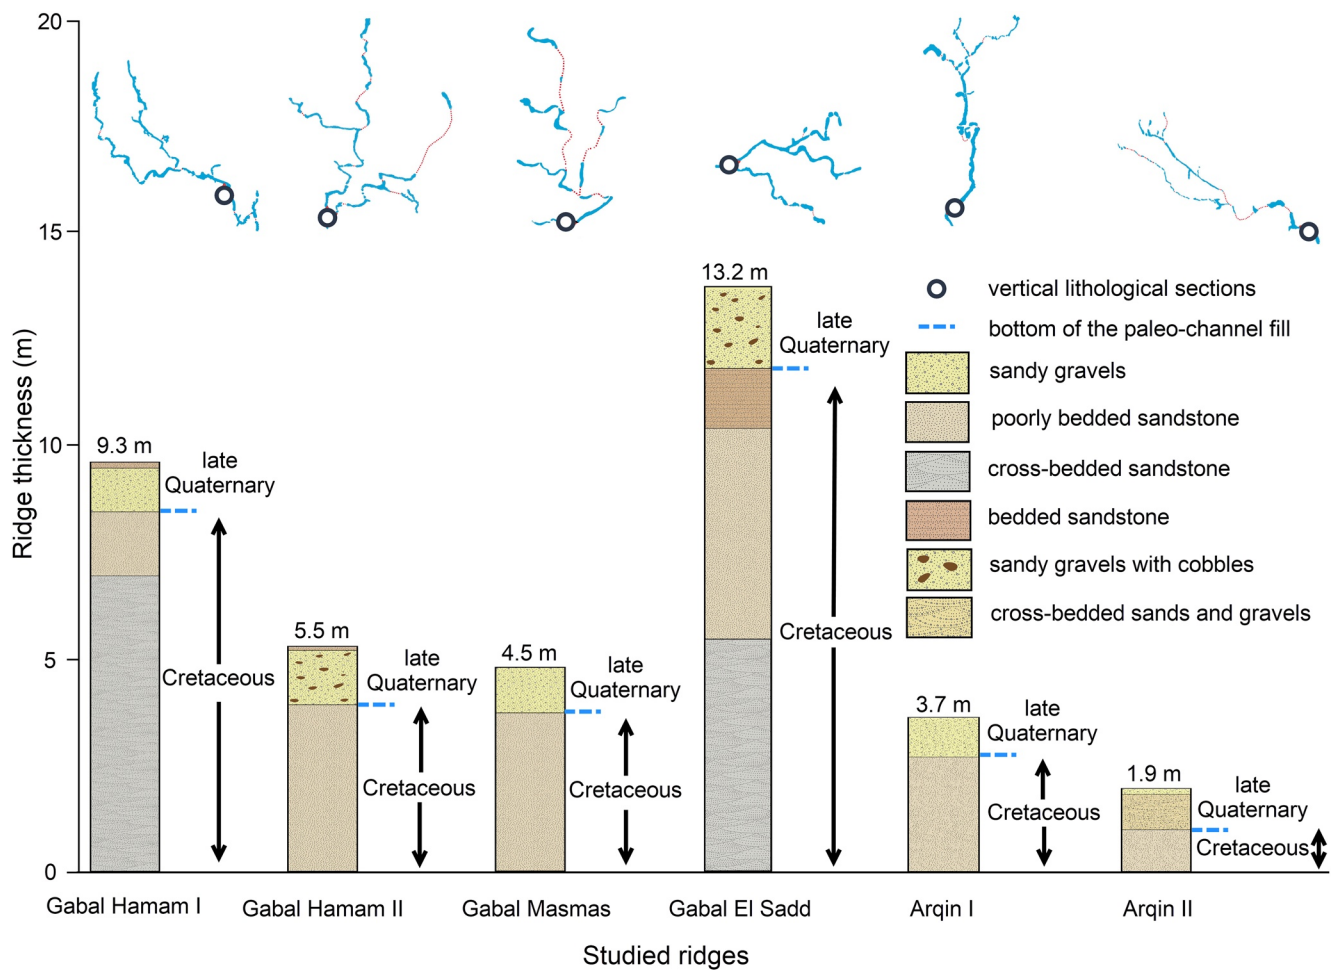 20
15
10
5
0
Ridge thickness (m)
13.2 m
late
Quaternary
Cretaceous
9.3 m
late
Quaternary
Cretaceous
5.5 m
late
Quaternary
Cretaceous
4.5 m
late
Quaternary
Cretaceous
3.7 m
late
Quaternary
Cretaceous
1.9 m
late
Quaternary
Cretaceous
vertical lithological sections
bottom of the paleo-channel fill
sandy gravels
poorly bedded sandstone
cross-bedded sandstone
bedded sandstone
sandy gravels with cobbles
cross-bedded sands and gravels
Gabal Hamam I
Gabal Hamam II
Gabal Masmas
Gabal El Sadd
Arqin I
Arqin II
Studied ridges